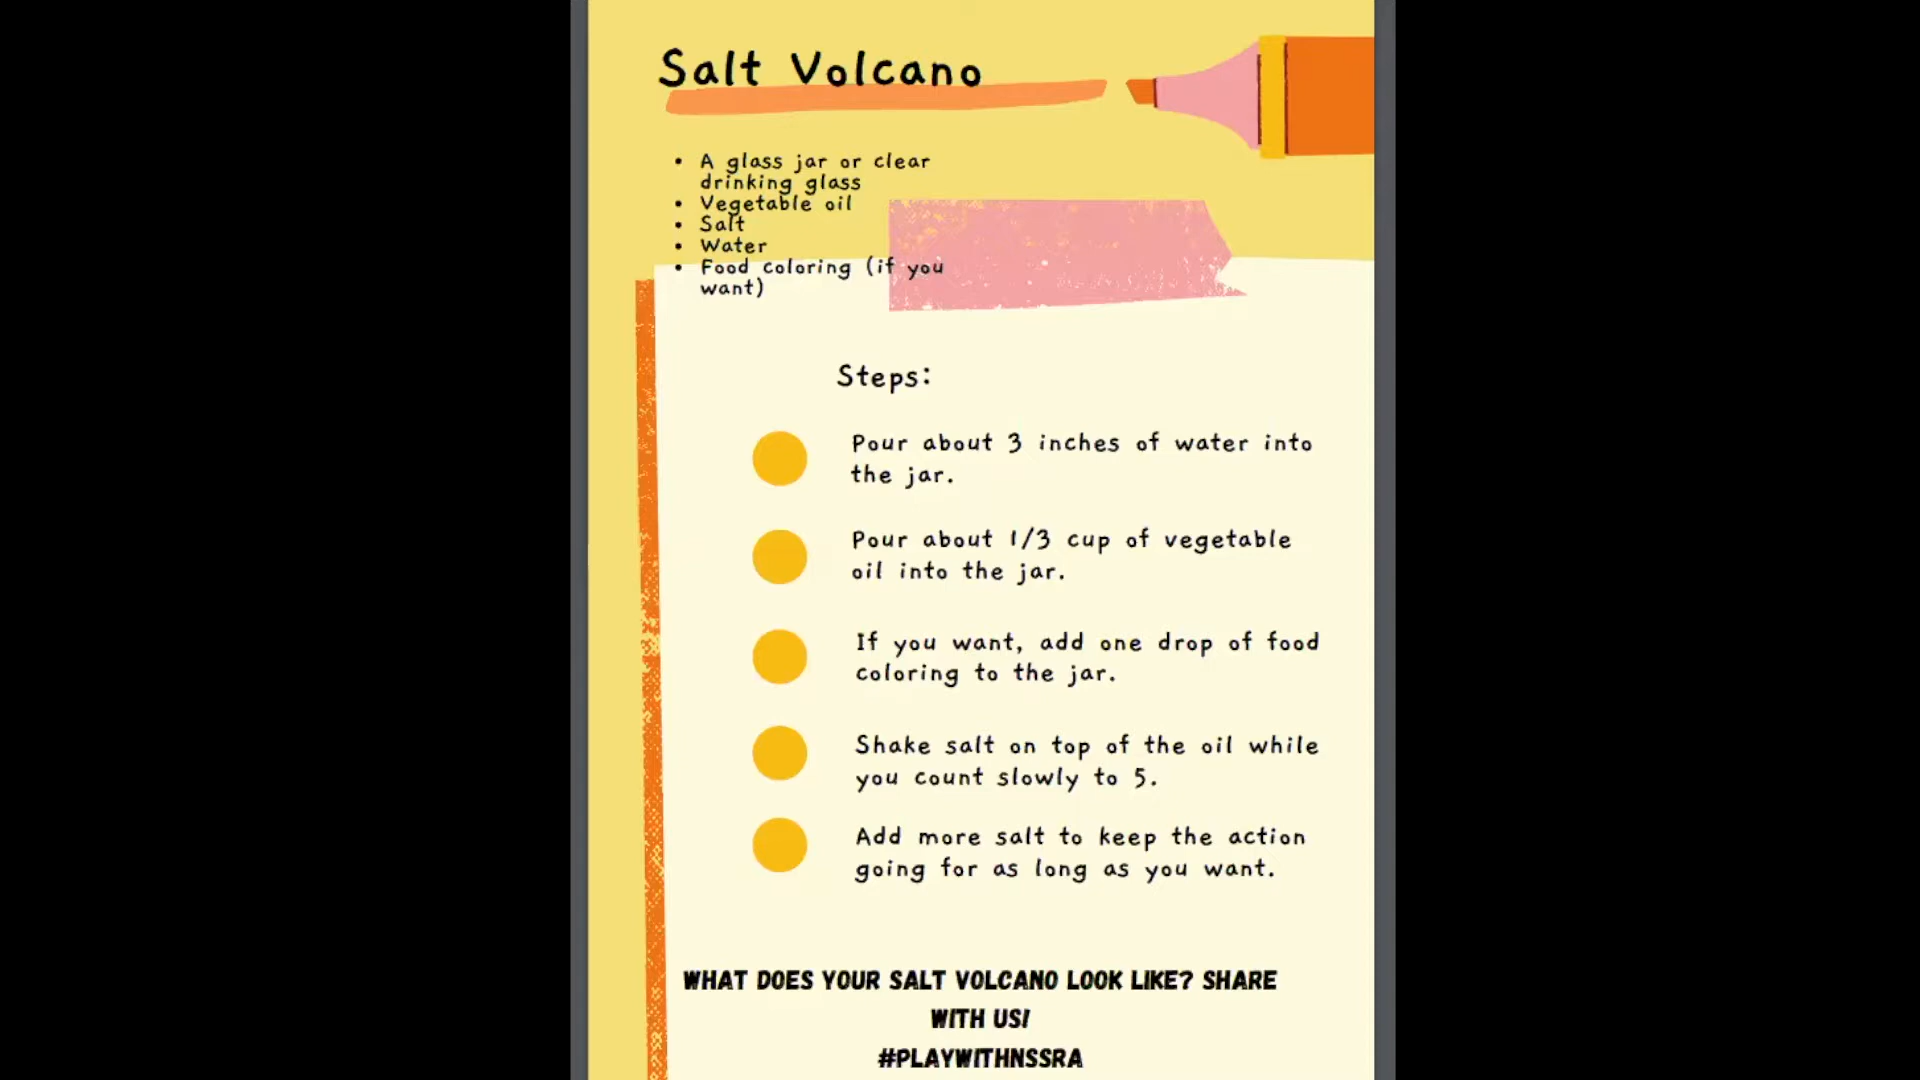 Salt Volcano
• A glass jar or clear
drinking glass
• Vegetable oil
• Salt
• Water
• Food coloring (if you
want)
Steps:
Pour about 3 inches of water into
the jar.
Pour about 1/3 cup of vegetable
oil into the jar.
If you want, add one drop of food
coloring to the jar.
Shake salt on top of the oil while
you count slowly to 5.
Add more salt to keep the action
going for as long as you want.
WHAT DOES YOUR SALT VOLCANO LOOK LIKE? SHARE
WITH US!
#PLAYWITHNSSRA